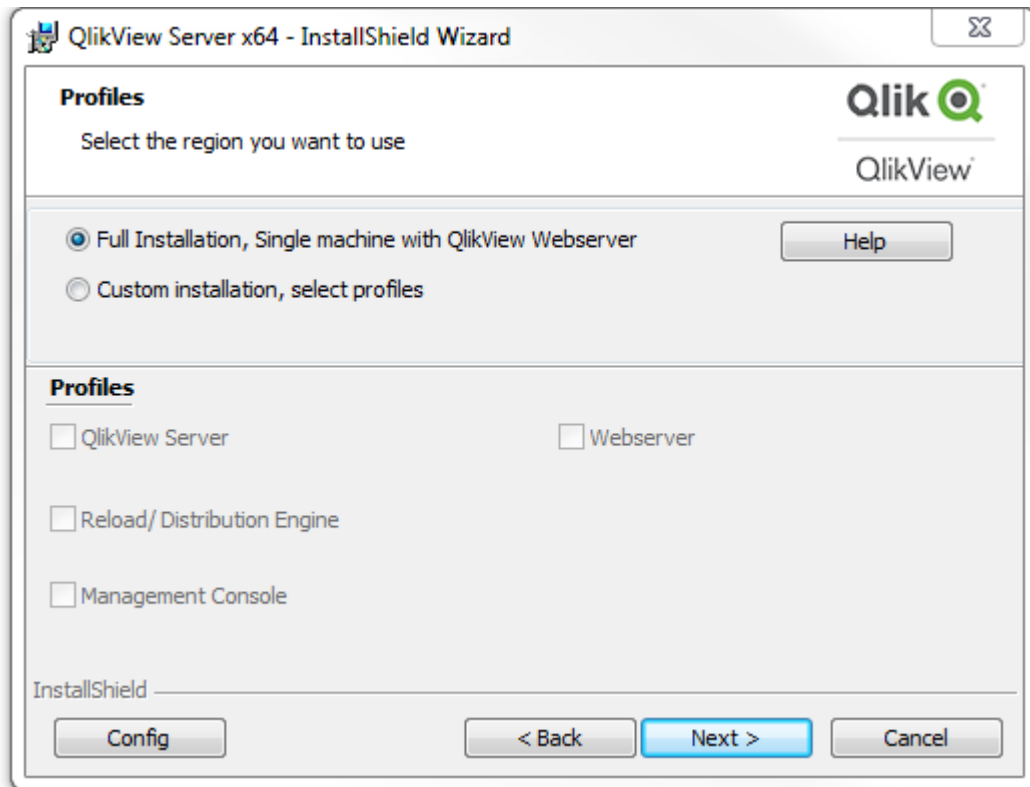 QlikView Server x64 - InstallShield Wizard
Profiles
Select the region you want to use
Qlik
QlikView
Full Installation, Single machine with QlikView Webserver
Help
Custom installation, select profiles
Profiles
QlikView Server
Webserver
Reload/ Distribution Engine
Management Console
InstallShield
Config
< Back
Next >
Cancel